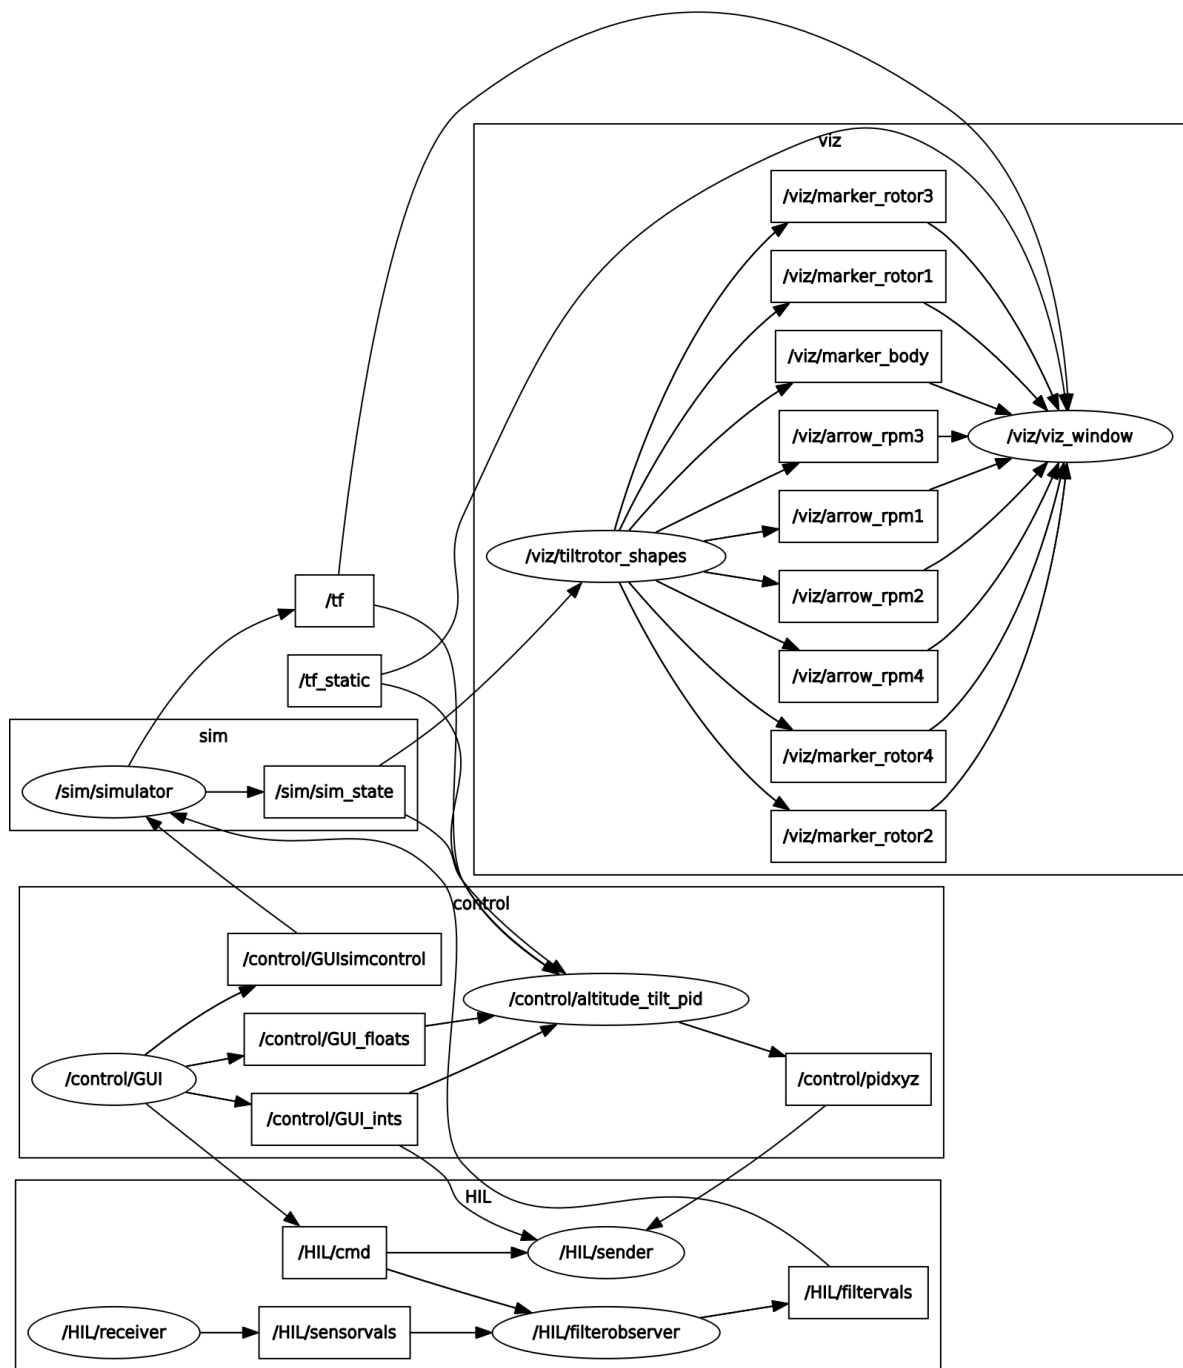 viz
/viz/marker_rotor3
/viz/marker_rotor1
/viz/marker_body
/viz/arrow_rpm3
/viz/viz_window
/viz/arrow_rpm1
/viz/tiltrotor_shapes
/viz/arrow_rpm2
/tf
/viz/arrow_rpm4
/tf_static
sim
/viz/marker_rotor4
/sim/simulator
/sim/sim_state
/viz/marker_rotor2
control
/control/GUIsimcontrol
/control/altitude_tilt_pid
/control/GUI_floats
/control/GUI
/control/pidxyz
/control/GUI_ints
HIL
/HIL/cmd
/HIL/sender
/HIL/filtervals
/HIL/receiver
/HIL/sensorvals
/HIL/filterobserver